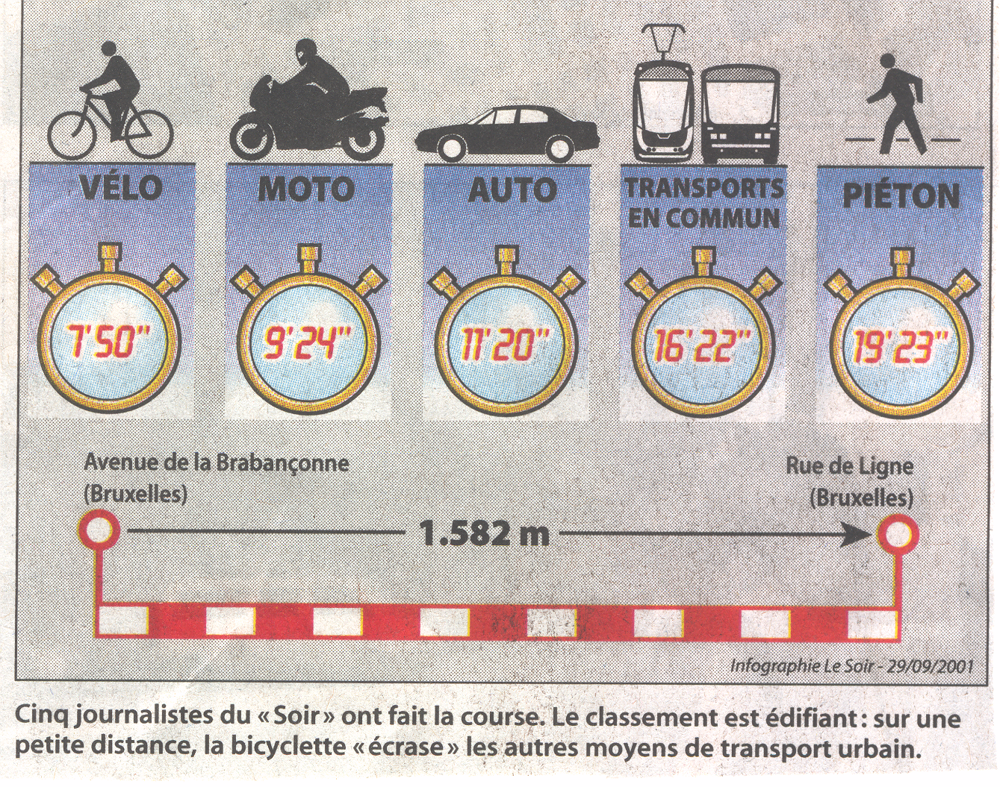 VÉLO
MOTO
AUTO
TRANSPORTS
EN COMMUN
PIÉTON
7'50"
9'24"
11'20"
16'22"
19'23"
Avenue de la Brabançonne
(Bruxelles)
Rue de Ligne
(Bruxelles)
1.582 m
Infographie Le Soir - 29/09/2001
Cinq journalistes du « Soir » ont fait la course. Le classement est édifiant : sur une
petite distance, la bicyclette « écrase » les autres moyens de transport urbain.